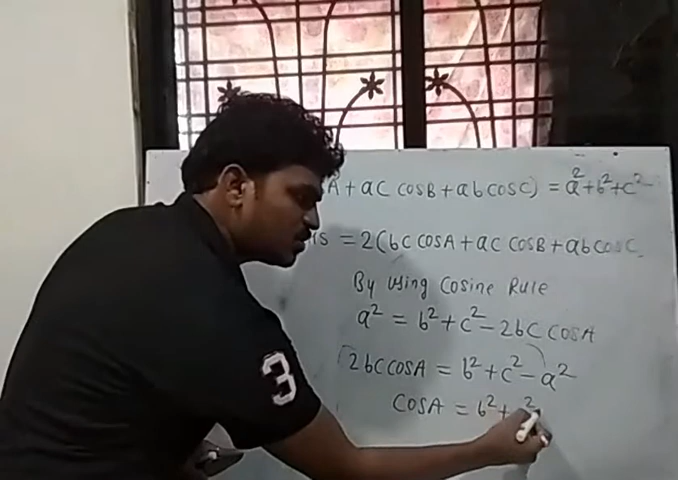 A + ac cosB + ab cosC) = a² + b² + c²
= 2(bc cosA + ac cosB + ab cosC
By using Cosine Rule
a² = b² + c² - 2bc cosA
2bc cosA = b² + c² - a²
cosA = b² +
3